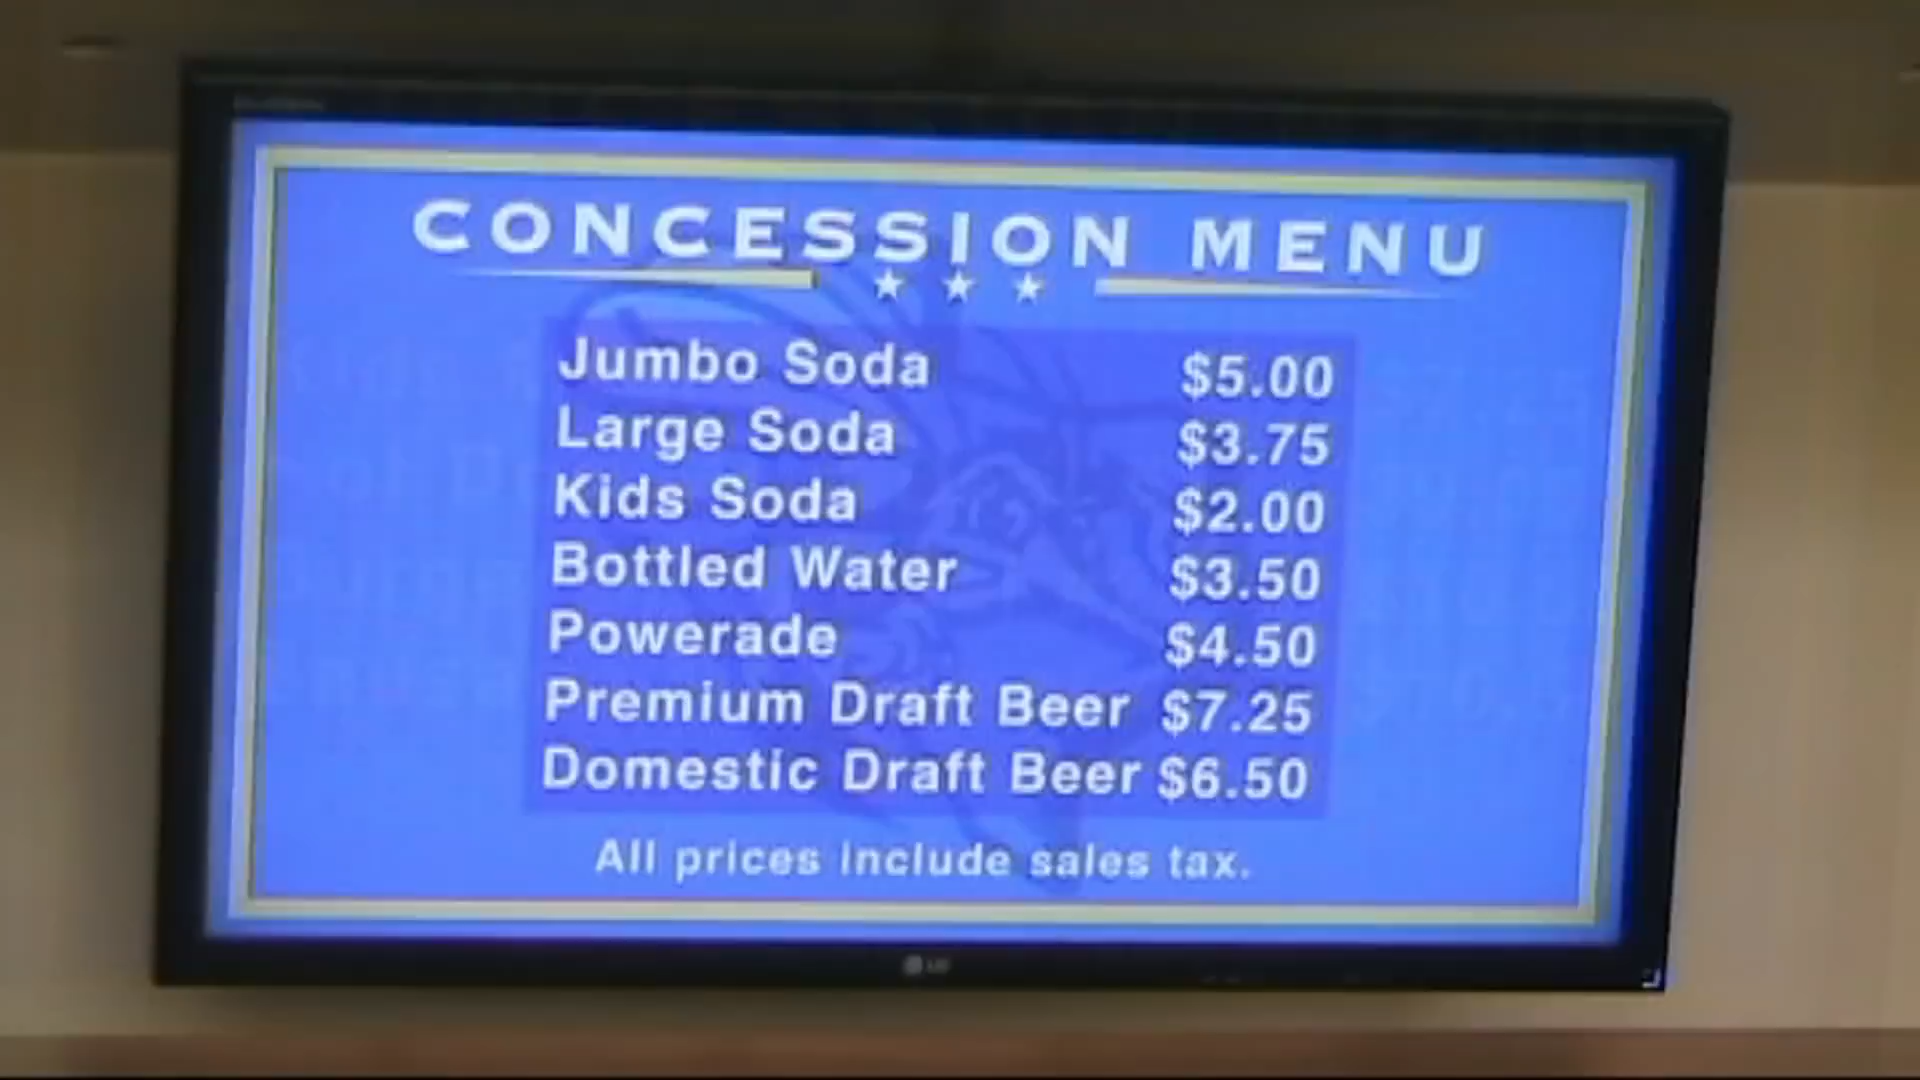 CONCESSION MENU
Jumbo Soda $5.00
Large Soda $3.75
Kids Soda $2.00
Bottled Water $3.50
Powerade $4.50
Premium Draft Beer $7.25
Domestic Draft Beer $6.50
All prices include sales tax.
LG